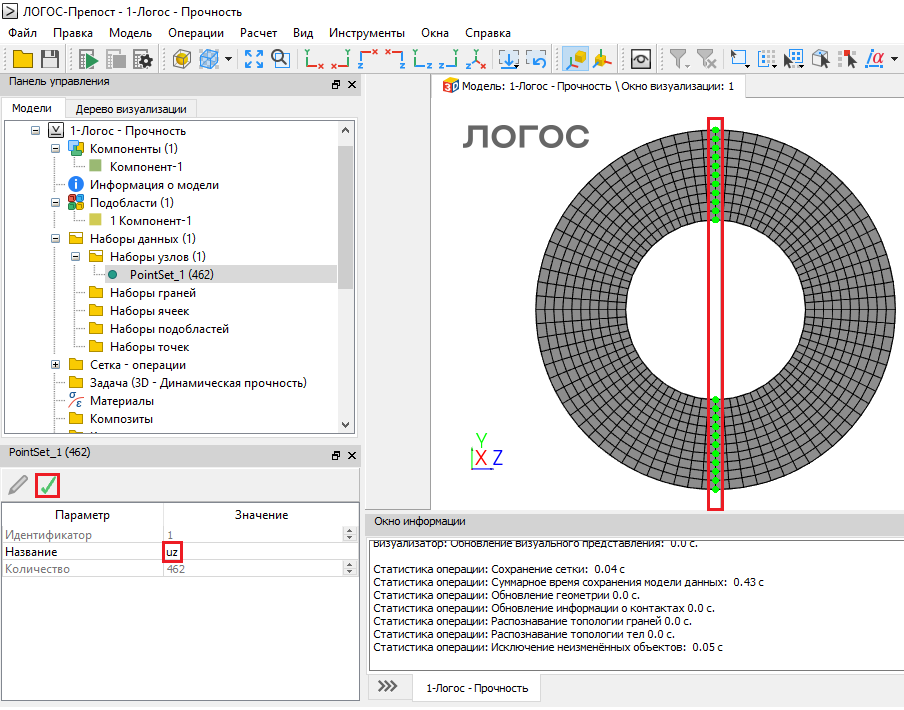 ЛОГОС-Препост - 1-Логос - Прочность
Файл Правка Модель Операции Расчет Вид Инструменты Окна Справка
Панель управления
Модели Дерево визуализации
1-Логос - Прочность
Компоненты (1)
Компонент-1
Информация о модели
Подобласти (1)
1 Компонент-1
Наборы данных (1)
Наборы узлов (1)
PointSet_1 (462)
Наборы граней
Наборы ячеек
Наборы подобластей
Наборы точек
Сетка - операции
Задача (3D - Динамическая прочность)
Материалы
Композиты
PointSet_1 (462)
Параметр Значение
Идентификатор 1
Название uz
Количество 462
Модель: 1-Логос - Прочность \ Окно визуализации: 1
ЛОГОС
Y
X Z
Окно информации
Визуализатор: Обновление визуального представления: 0.0 с.
Статистика операции: Сохранение сетки: 0.04 с
Статистика операции: Суммарное время сохранения модели данных: 0.43 с
Статистика операции: Обновление геометрии 0.0 с.
Статистика операции: Обновление информации о контактах 0.0 с.
Статистика операции: Распознавание топологии граней 0.0 с.
Статистика операции: Распознавание топологии тел 0.0 с.
Статистика операции: Исключение неизменённых объектов: 0.05 с
1-Логос - Прочность